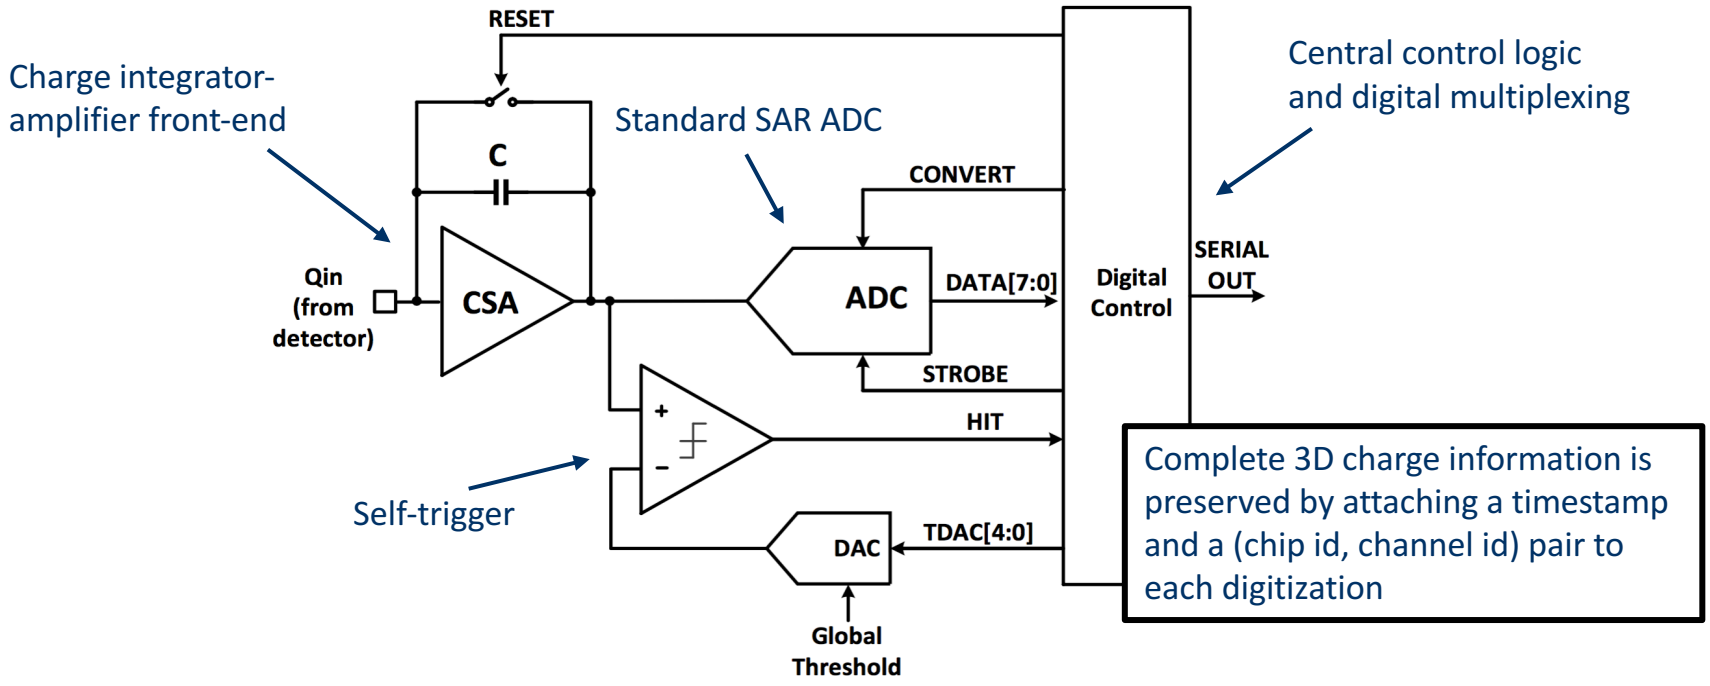 RESET
Charge integrator-
amplifier front-end
Central control logic
and digital multiplexing
Standard SAR ADC
C
CONVERT
Qin
(from
detector)
CSA
ADC
DATA[7:0]
Digital
Control
SERIAL
OUT
STROBE
+
−
HIT
Self-trigger
DAC
TDAC[4:0]
Global
Threshold
Complete 3D charge information is
preserved by attaching a timestamp
and a (chip id, channel id) pair to
each digitization